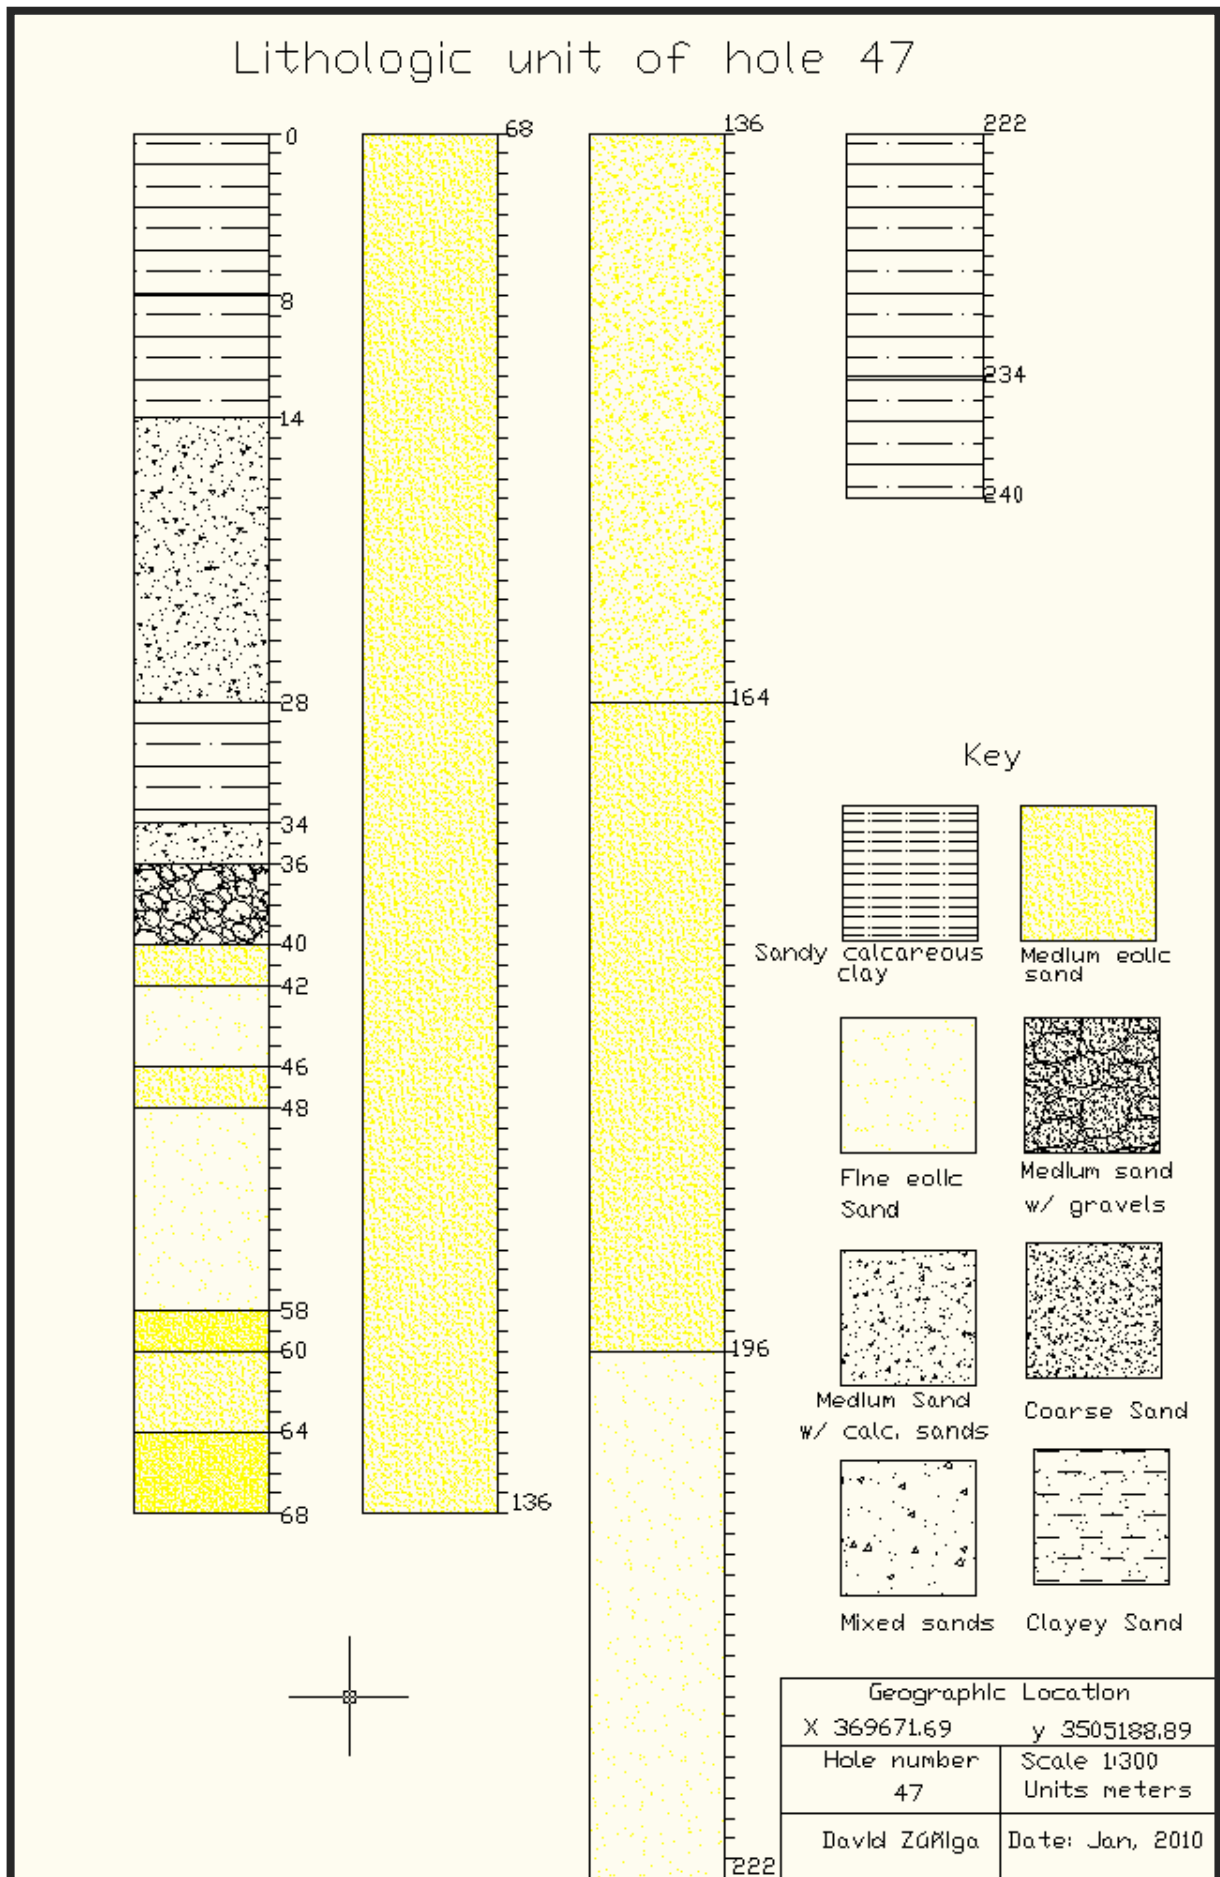 Lithologic unit of hole 47
0
8
14
28
34
36
40
42
46
48
58
60
64
68
68
136
136
164
196
222
222
234
240
Key
Sandy calcareous
clay
Medium eolic
sand
Fine eolic
Sand
Medium sand
w/ gravels
Medium Sand
w/ calc. sands
Coarse Sand
Mixed sands
Clayey Sand
Geographic Location
X 369671.69 y 3505188.89
Hole number
47
Scale 1:300
Units meters
David Zúñiga
Date: Jan, 2010